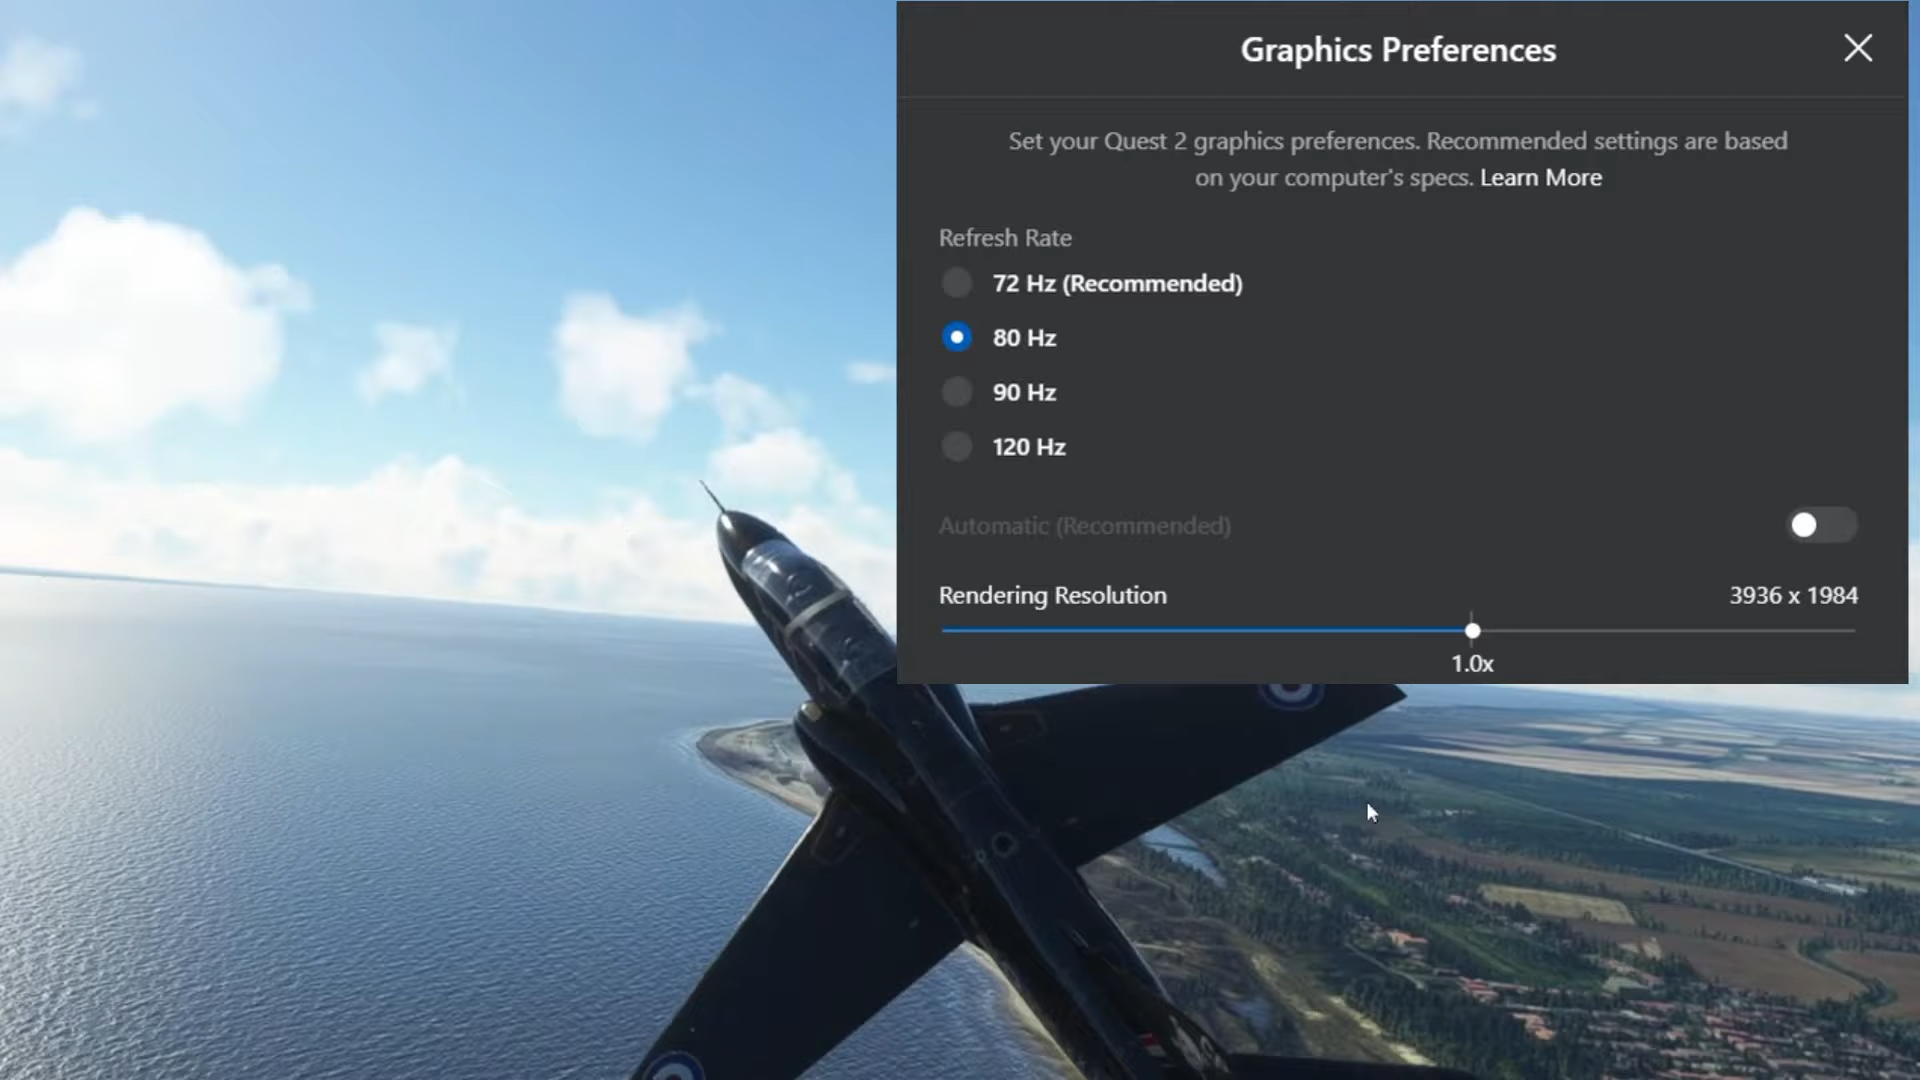 Graphics Preferences
Set your Quest 2 graphics preferences. Recommended settings are based
on your computer's specs. Learn More
Refresh Rate
72 Hz (Recommended)
80 Hz
90 Hz
120 Hz
Automatic (Recommended)
Rendering Resolution 3936 x 1984
1.0x